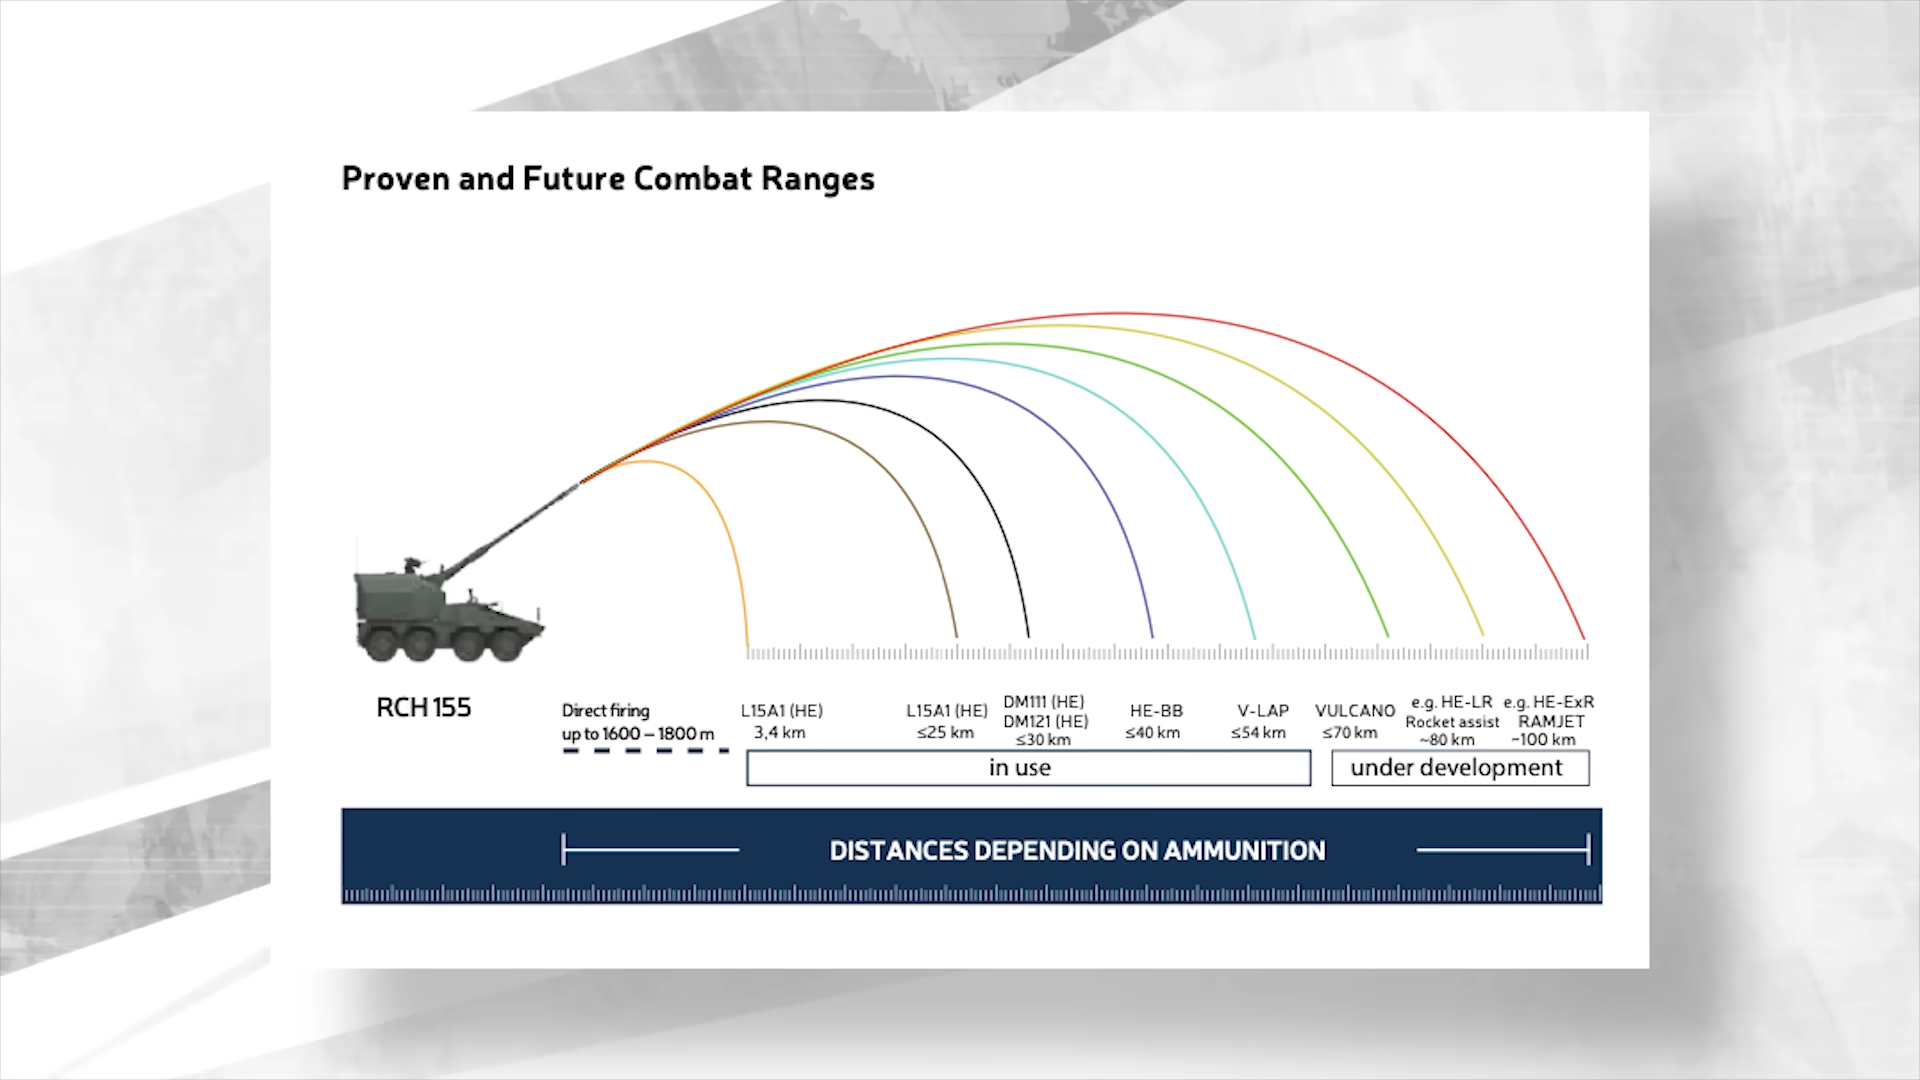 Proven and Future Combat Ranges
RCH 155
Direct firing
up to 1600 – 1800 m
L15A1 (HE)
3,4 km
L15A1 (HE)
≤25 km
DM111 (HE)
DM121 (HE)
≤30 km
HE-BB
≤40 km
V-LAP
≤54 km
VULCANO
≤70 km
e.g. HE-LR
Rocket assist
~80 km
e.g. HE-ExR
RAMJET
~100 km
in use
under development
DISTANCES DEPENDING ON AMMUNITION